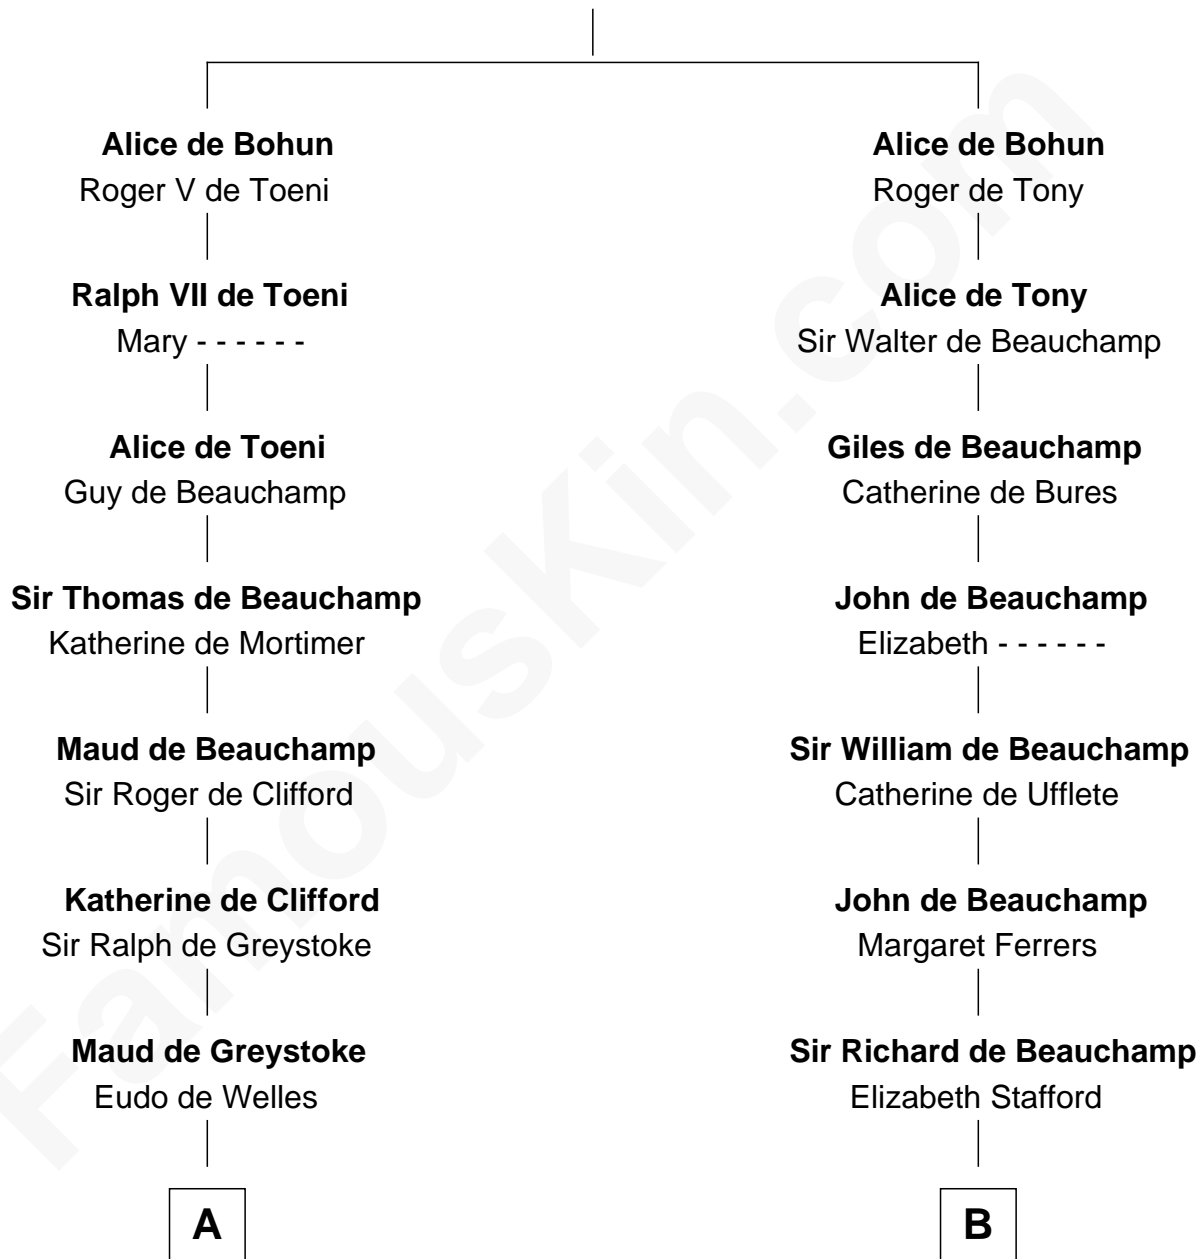 Alice de Bohun
Roger V de Toeni
Ralph VII de Toeni
Mary - - - - - -
Alice de Toeni
Guy de Beauchamp
Sir Thomas de Beauchamp
Katherine de Mortimer
Maud de Beauchamp
Sir Roger de Clifford
Katherine de Clifford
Sir Ralph de Greystoke
Maud de Greystoke
Eudo de Welles
A
Alice de Bohun
Roger de Tony
Alice de Tony
Sir Walter de Beauchamp
Giles de Beauchamp
Catherine de Bures
John de Beauchamp
Elizabeth - - - - - -
Sir William de Beauchamp
Catherine de Ufflete
John de Beauchamp
Margaret Ferrers
Sir Richard de Beauchamp
Elizabeth Stafford
B
FamousKin.com